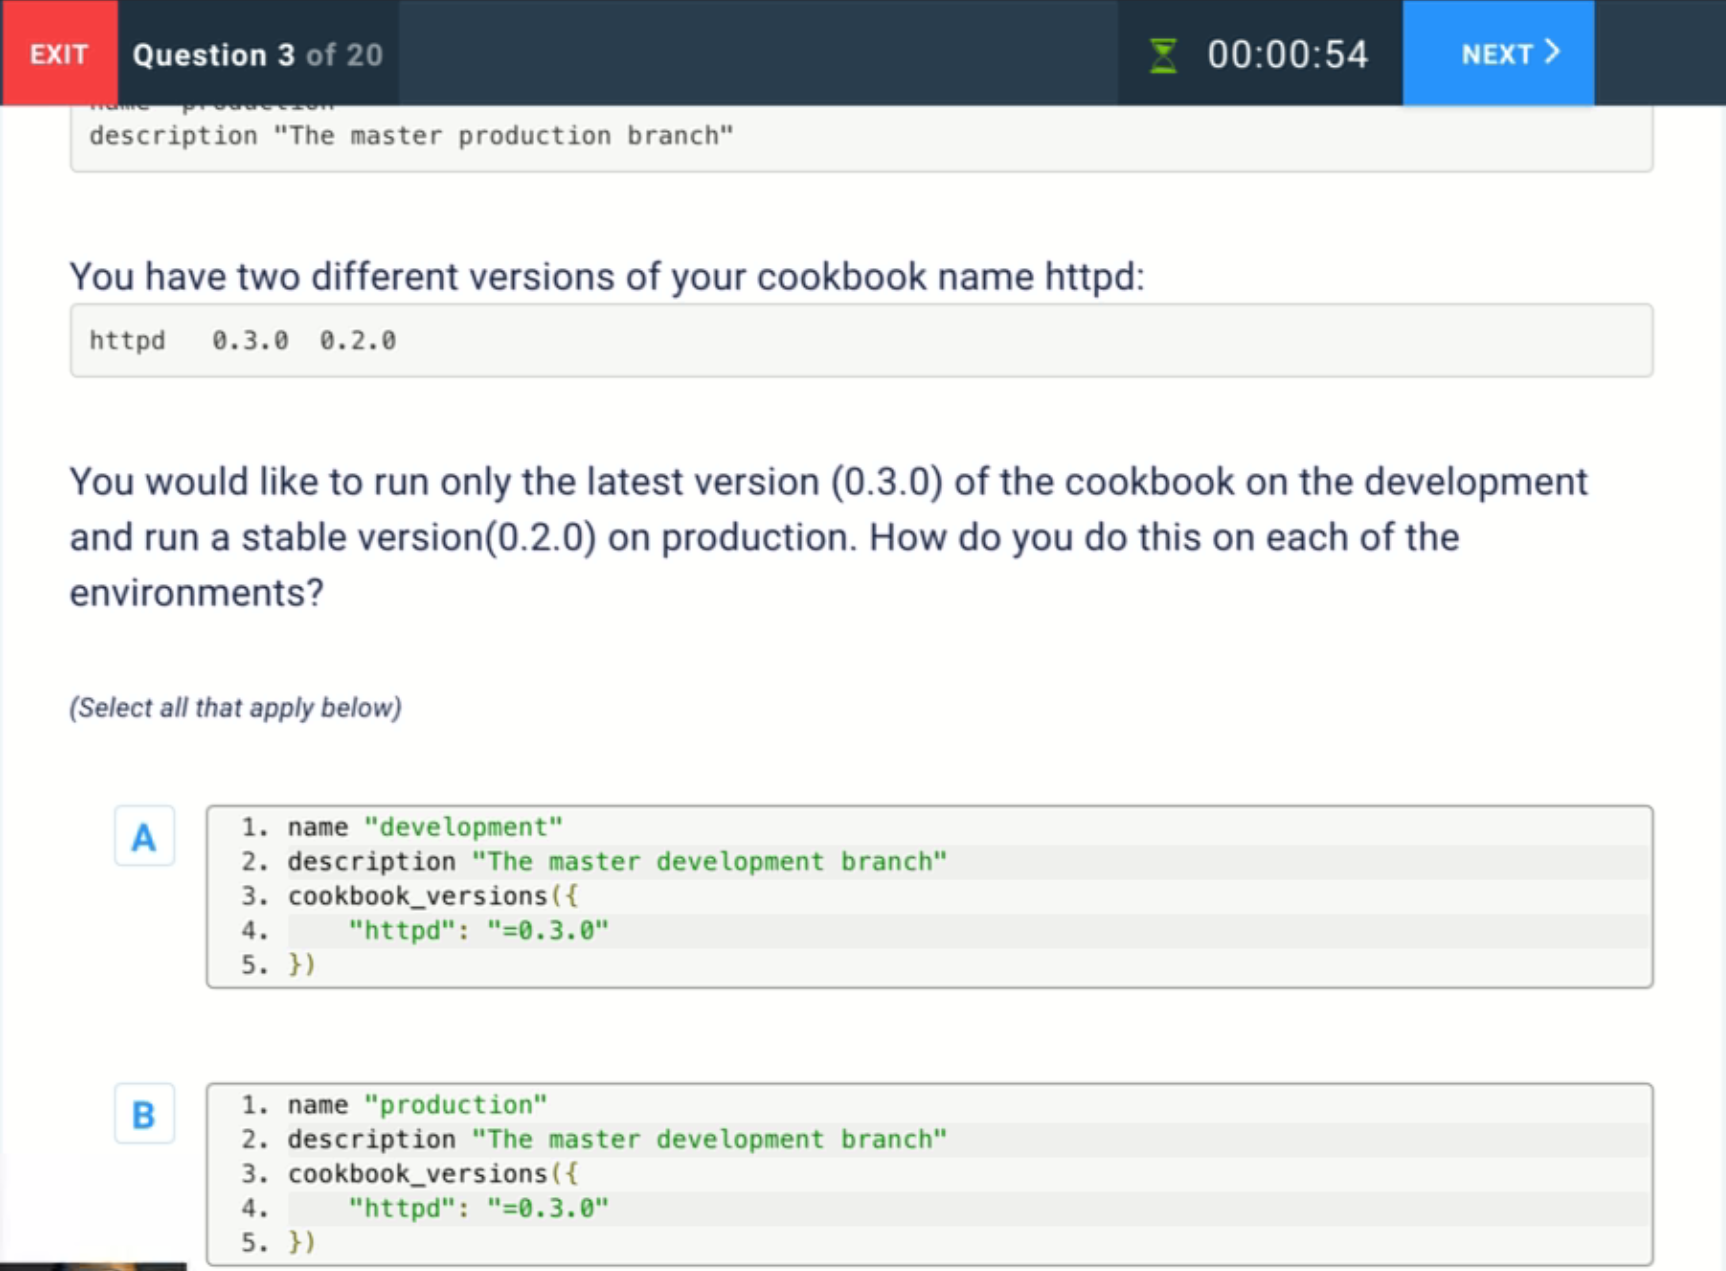 EXIT
Question 3 of 20
00:00:54
NEXT
name "production"
description "The master production branch"
You have two different versions of your cookbook name httpd:
httpd   0.3.0  0.2.0
You would like to run only the latest version (0.3.0) of the cookbook on the development
and run a stable version(0.2.0) on production. How do you do this on each of the
environments?
(Select all that apply below)
A
1. name "development"
2. description "The master development branch"
3. cookbook_versions({
4.     "httpd": "=0.3.0"
5. })
B
1. name "production"
2. description "The master development branch"
3. cookbook_versions({
4.     "httpd": "=0.3.0"
5. })